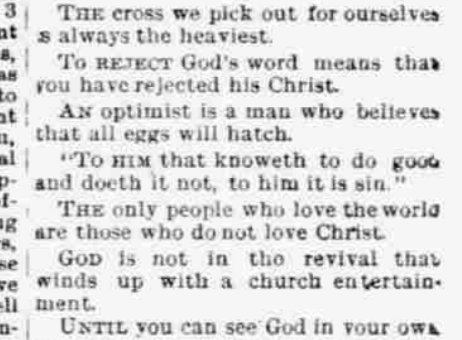 3
THE cross we pick out for ourselves
s always the heaviest.
To REJECT God's word means that
you have rejected his Christ.
AN optimist is a man who believes
that all eggs will hatch.
"To HIM that knoweth to do good
and doeth it not, to him it is sin."
THE only people who love the world
are those who do not love Christ.
GOD is not in the revival that
winds up with a church entertain-
ment.
UNTIL you can see God in your own